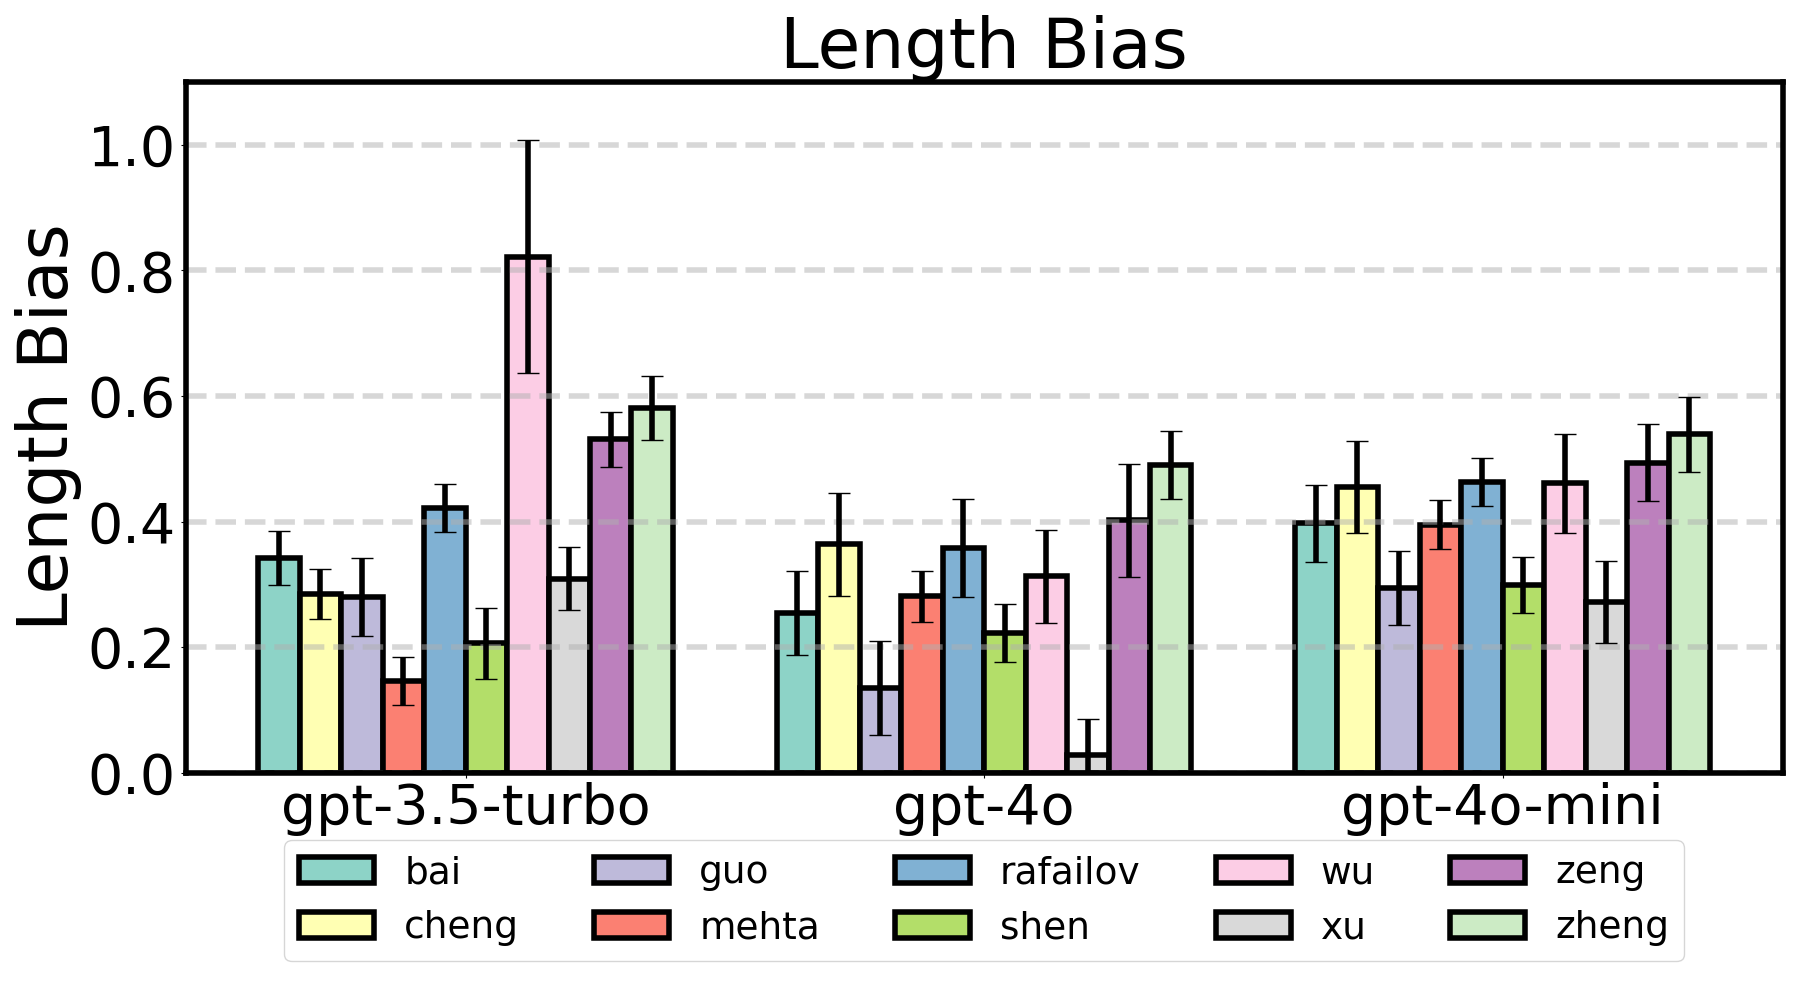 Length Bias
Length Bias
1.0
0.8
0.6
0.4
0.2
0.0
gpt-3.5-turbo gpt-4o gpt-4o-mini
bai guo rafailov wu zeng
cheng mehta shen xu zheng